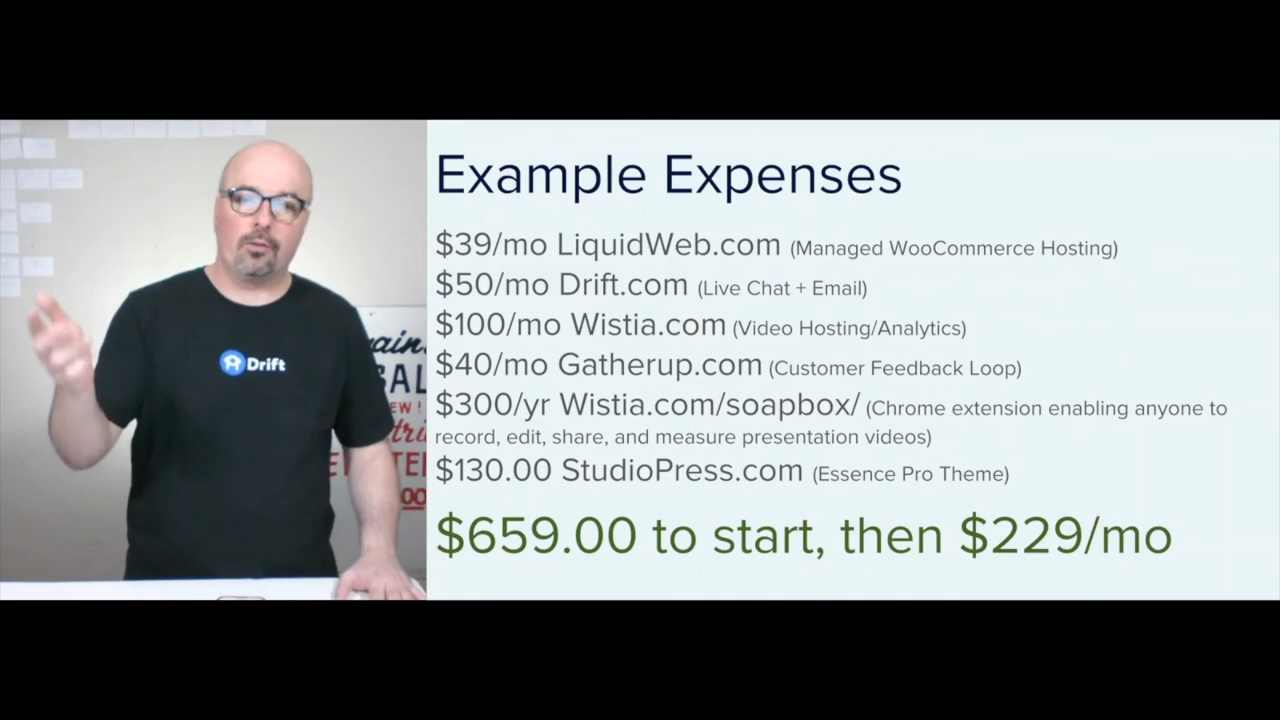 Example Expenses
$39/mo LiquidWeb.com (Managed WooCommerce Hosting)
$50/mo Drift.com (Live Chat + Email)
$100/mo Wistia.com (Video Hosting/Analytics)
$40/mo Gatherup.com (Customer Feedback Loop)
$300/yr Wistia.com/soapbox/ (Chrome extension enabling anyone to
record, edit, share, and measure presentation videos)
$130.00 StudioPress.com (Essence Pro Theme)
$659.00 to start, then $229/mo
Drift